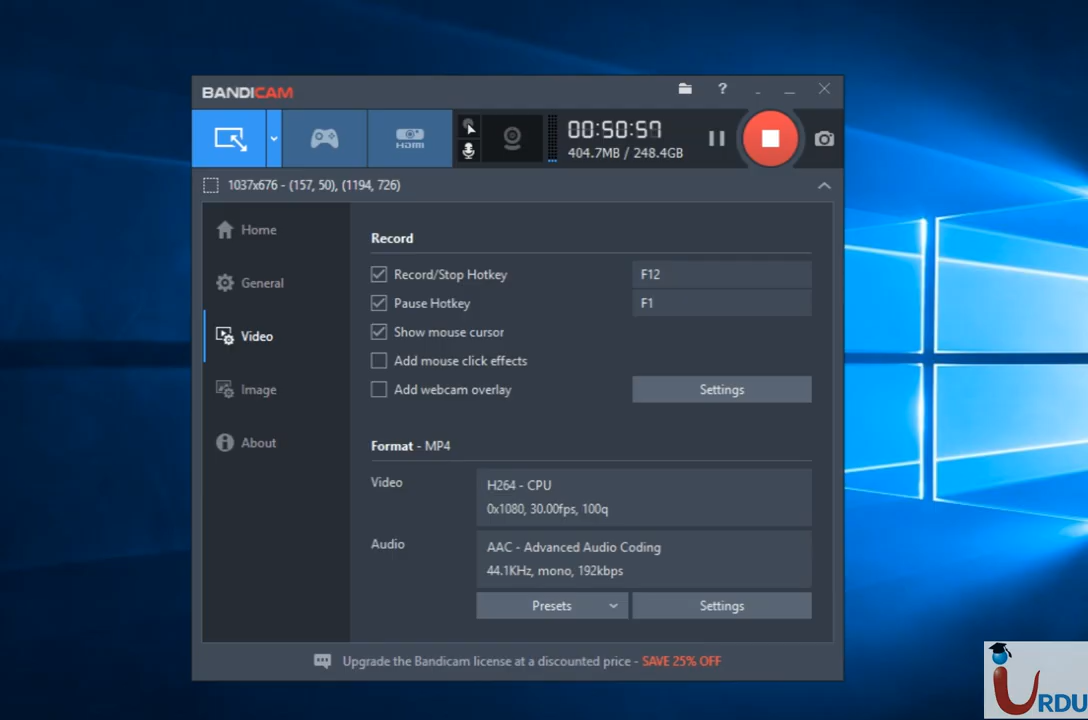 BANDICAM
?
HDMI
00:50:57
404.7MB / 248.4GB
1037x676 - (157, 50), (1194, 726)
Home
General
Video
Image
About
Record
Record/Stop Hotkey F12
Pause Hotkey F1
Show mouse cursor
Add mouse click effects
Add webcam overlay Settings
Format - MP4
Video H264 - CPU
0x1080, 30.00fps, 100q
Audio AAC - Advanced Audio Coding
44.1KHz, mono, 192kbps
Presets Settings
Upgrade the Bandicam license at a discounted price - SAVE 25% OFF
iURDU